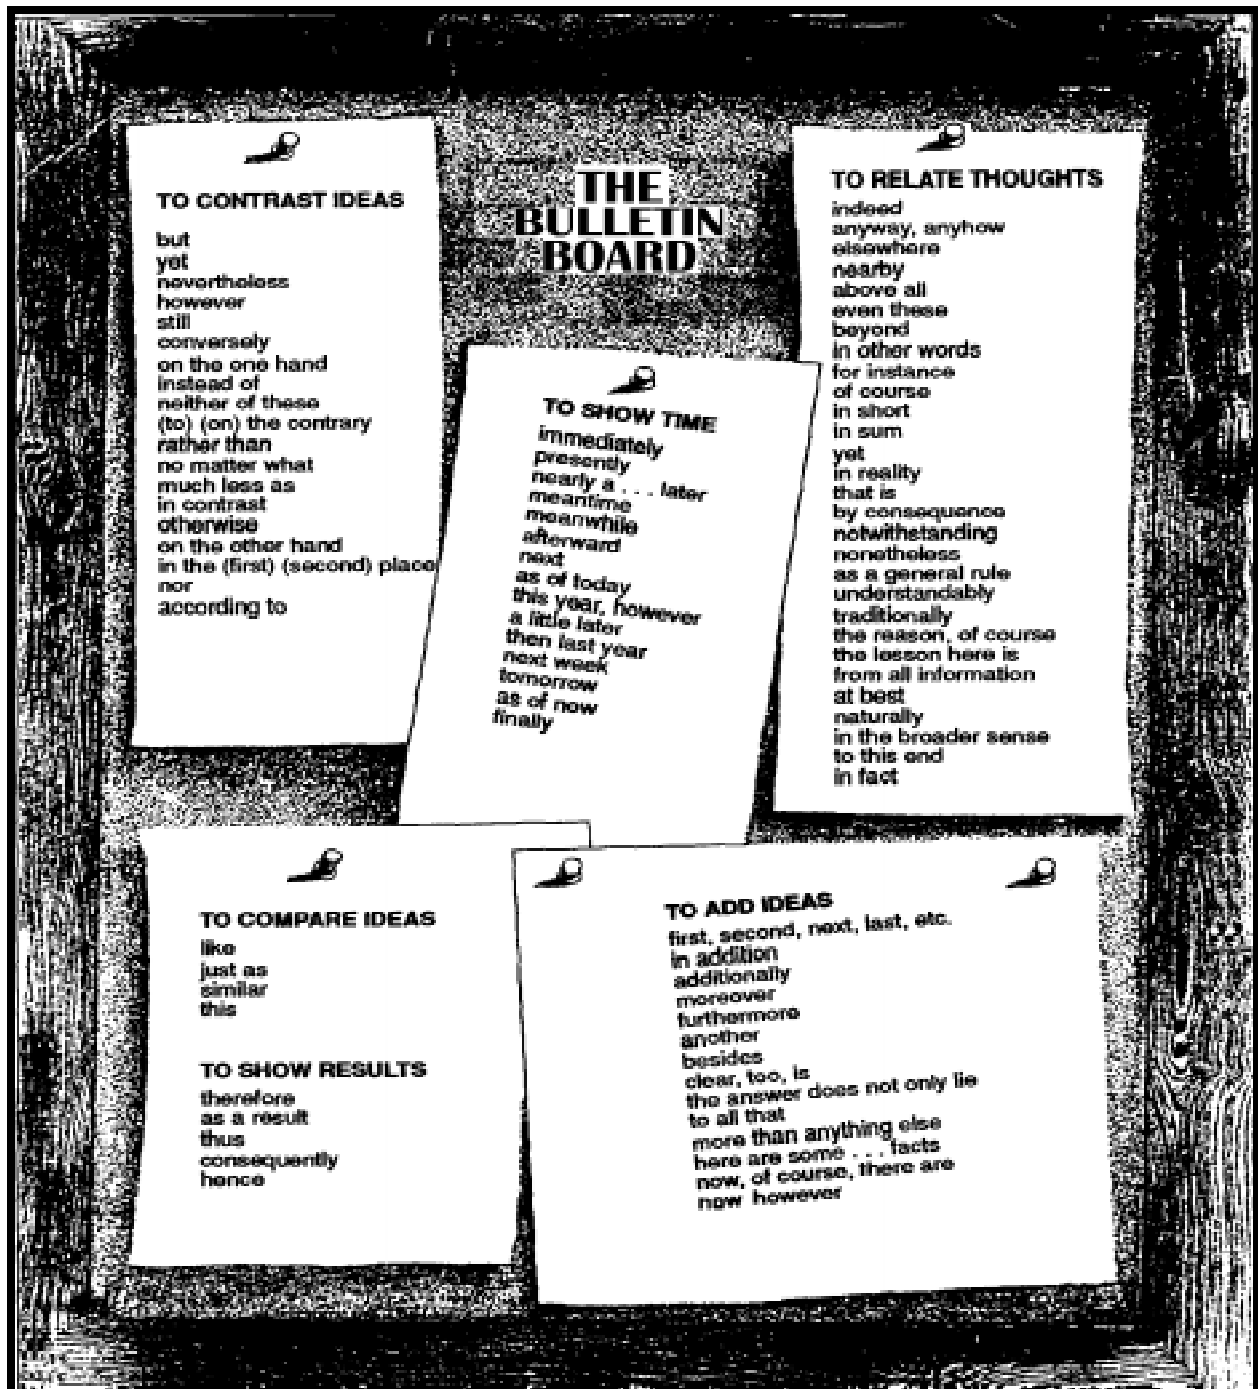 THE
BULLETIN
BOARD
TO CONTRAST IDEAS
but
yet
nevertheless
however
still
conversely
on the one hand
instead of
neither of these
(to) (on) the contrary
rather than
no matter what
much less as
in contrast
otherwise
on the other hand
in the (first) (second) place
nor
according to
TO SHOW TIME
immediately
presently
nearly a . . . later
meantime
meanwhile
afterward
next
as of today
this year, however
a little later
then last year
next week
tomorrow
as of now
finally
TO RELATE THOUGHTS
indeed
anyway, anyhow
elsewhere
nearby
above all
even these
beyond
in other words
for instance
of course
in short
in sum
yet
in reality
that is
by consequence
notwithstanding
nonetheless
as a general rule
understandably
traditionally
the reason, of course
the lesson here is
from all information
at best
naturally
in the broader sense
to this end
in fact
TO COMPARE IDEAS
like
just as
similar
this
TO SHOW RESULTS
therefore
as a result
thus
consequently
hence
TO ADD IDEAS
first, second, next, last, etc.
in addition
additionally
moreover
furthermore
another
besides
clear, too, is
the answer does not only lie
to all that
more than anything else
here are some . . . facts
now, of course, there are
now however